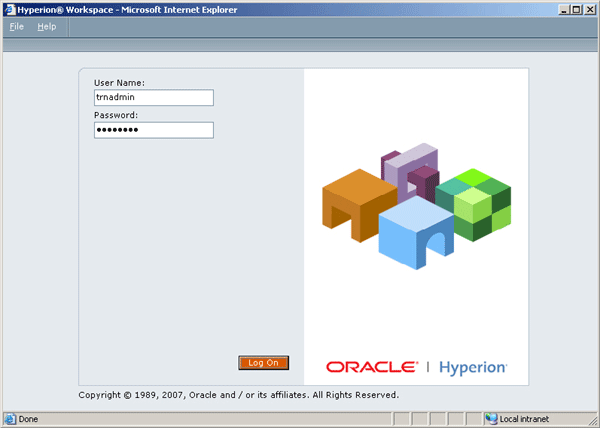 Hyperion® Workspace - Microsoft Internet Explorer
File Help
User Name:
trnadmin
Password:
●●●●●●●●
Log On
ORACLE® | Hyperion®
Copyright © 1989, 2007, Oracle and / or its affiliates. All Rights Reserved.
Done
Local intranet